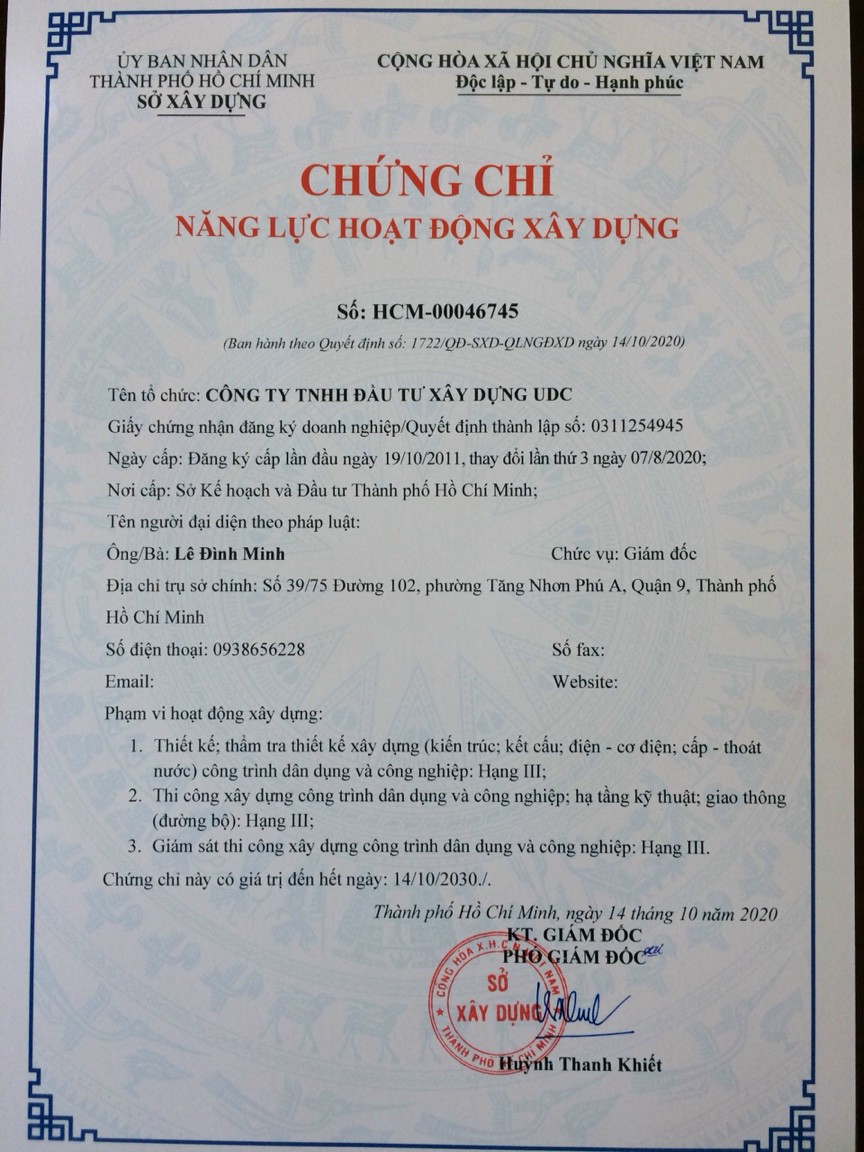 ỦY BAN NHÂN DÂN
THÀNH PHỐ HỒ CHÍ MINH
SỞ XÂY DỰNG
CỘNG HÒA XÃ HỘI CHỦ NGHĨA VIỆT NAM
Độc lập - Tự do - Hạnh phúc
CHỨNG CHỈ
NĂNG LỰC HOẠT ĐỘNG XÂY DỰNG
Số: HCM-00046745
(Ban hành theo Quyết định số: 1722/QĐ-SXD-QLNGĐXD ngày 14/10/2020)
Tên tổ chức: CÔNG TY TNHH ĐẦU TƯ XÂY DỰNG UDC
Giấy chứng nhận đăng ký doanh nghiệp/Quyết định thành lập số: 0311254945
Ngày cấp: Đăng ký cấp lần đầu ngày 19/10/2011, thay đổi lần thứ 3 ngày 07/8/2020;
Nơi cấp: Sở Kế hoạch và Đầu tư Thành phố Hồ Chí Minh;
Tên người đại diện theo pháp luật:
Ông/Bà: Lê Đình Minh Chức vụ: Giám đốc
Địa chỉ trụ sở chính: Số 39/75 Đường 102, phường Tăng Nhơn Phú A, Quận 9, Thành phố
Hồ Chí Minh
Số điện thoại: 0938656228 Số fax:
Email: Website:
Phạm vi hoạt động xây dựng:
1. Thiết kế; thẩm tra thiết kế xây dựng (kiến trúc; kết cấu; điện - cơ điện; cấp - thoát
nước) công trình dân dụng và công nghiệp: Hạng III;
2. Thi công xây dựng công trình dân dụng và công nghiệp; hạ tầng kỹ thuật; giao thông
(đường bộ): Hạng III;
3. Giám sát thi công xây dựng công trình dân dụng và công nghiệp: Hạng III.
Chứng chỉ này có giá trị đến hết ngày: 14/10/2030./.
Thành phố Hồ Chí Minh, ngày 14 tháng 10 năm 2020
KT. GIÁM ĐỐC
PHÓ GIÁM ĐỐC
CỘNG HÒA X.H.C.N VIỆT NAM
SỞ
XÂY DỰNG
THÀNH PHỐ HỒ CHÍ MINH
Huỳnh Thanh Khiết